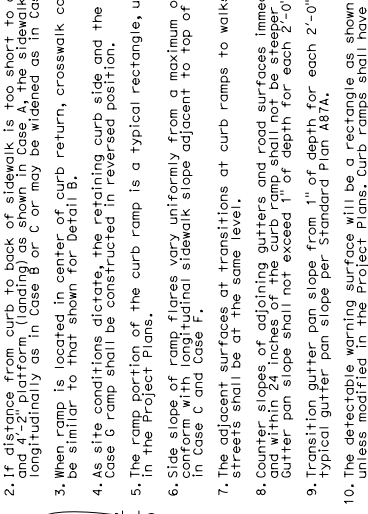 2. If distance from curb to back of sidewalk is too short to
and 4'-2" platform (landing) as shown in Case A, the sidewalk
longitudinally as in Case B or C or may be widened as in Cas
3. When ramp is located in center of curb return, crosswalk co
be similar to that shown for Detail B.
4. As site conditions dictate, the retaining curb side and the
Case G ramp shall be constructed in reversed position.
5. The ramp portion of the curb ramp is a typical rectangle, u
in the Project Plans.
6. Side slope of ramp flares vary uniformly from a maximum o
conform with longitudinal sidewalk slope adjacent to top of
in Case C and Case F.
7. The adjacent surfaces at transitions at curb ramps to walks
streets shall be at the same level.
8. Counter slopes of adjoining gutters and road surfaces immed
and within 24 inches of the curb ramp shall not be steeper
Gutter pan slope shall not exceed 1" of depth for each 2'-0"
9. Transition gutter pan slope from 1" of depth for each 2'-0"
typical gutter pan slope per Standard Plan A87A.
10. The detectable warning surface will be a rectangle as shown
unless modified in the Project Plans. Curb ramps shall have